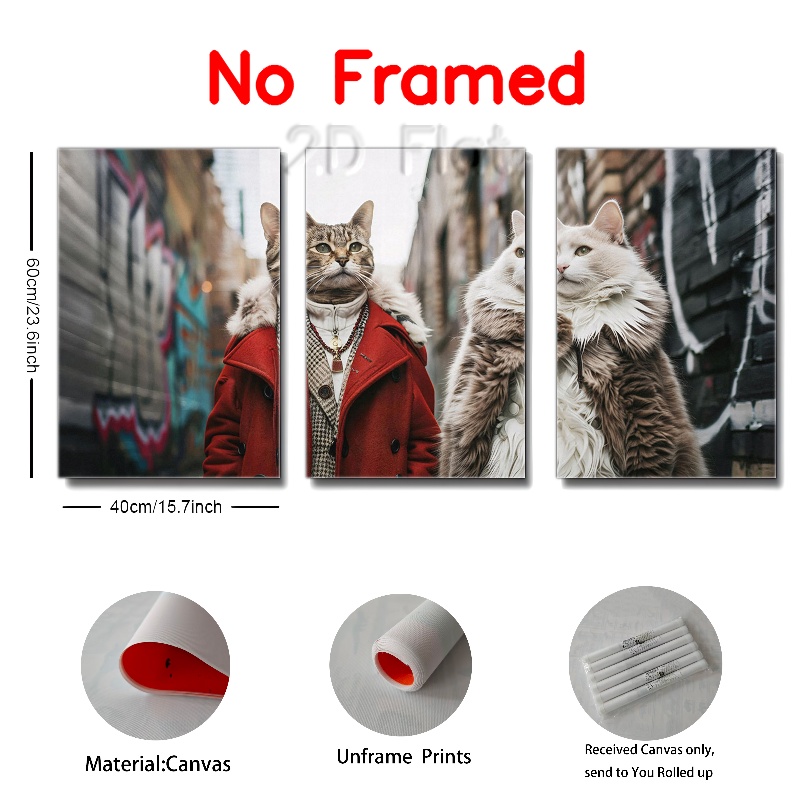 No Framed
2D Flat
60cm/23.6inch
40cm/15.7inch
Material:Canvas
Unframe Prints
Received Canvas only,
send to You Rolled up